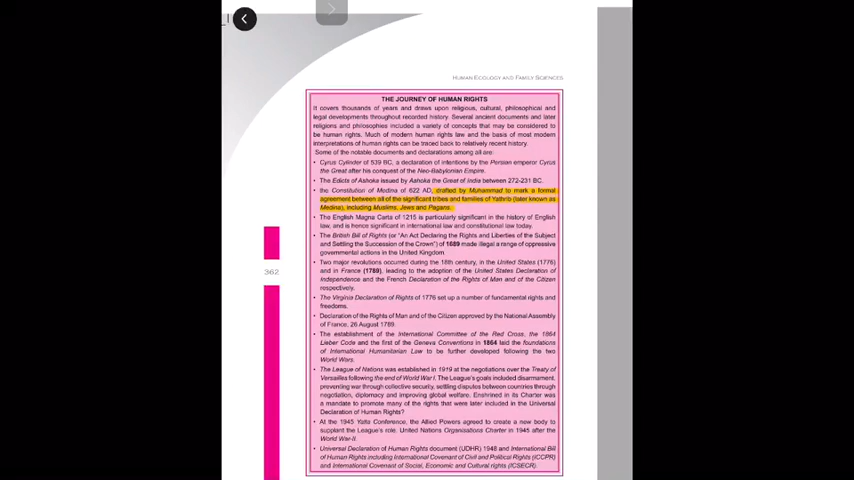 HUMAN ECOLOGY AND FAMILY SCIENCES
THE JOURNEY OF HUMAN RIGHTS
It covers thousands of years and draws upon religious, cultural, philosophical and
legal developments throughout recorded history. Several ancient documents and later
religions and philosophies included a variety of concepts that may be considered to
be human rights. Much of modern human rights law and the basis of most modern
interpretations of human rights can be traced back to relatively recent history.
Some of the notable documents and declarations among all are:
• Cyrus Cylinder of 539 BC, a declaration of intentions by the Persian emperor Cyrus
the Great after his conquest of the Neo-Babylonian Empire.
• The Edicts of Ashoka issued by Ashoka the Great of India between 272-231 BC.
• the Constitution of Medina of 622 AD, drafted by Muhammad to mark a formal
agreement between all of the significant tribes and families of Yathrib (later known as
Medina), including Muslims, Jews and Pagans.
• The English Magna Carta of 1215 is particularly significant in the history of English
law, and is hence significant in international law and constitutional law today.
• The British Bill of Rights (or "An Act Declaring the Rights and Liberties of the Subject
and Settling the Succession of the Crown") of 1689 made illegal a range of oppressive
governmental actions in the United Kingdom.
• Two major revolutions occurred during the 18th century, in the United States (1776)
and in France (1789), leading to the adoption of the United States Declaration of
Independence and the French Declaration of the Rights of Man and of the Citizen
respectively.
• The Virginia Declaration of Rights of 1776 set up a number of fundamental rights and
freedoms.
• Declaration of the Rights of Man and of the Citizen approved by the National Assembly
of France, 26 August 1789.
• The establishment of the International Committee of the Red Cross, the 1864
Lieber Code and the first of the Geneva Conventions in 1864 laid the foundations
of International Humanitarian Law to be further developed following the two
World Wars.
• The League of Nations was established in 1919 at the negotiations over the Treaty of
Versailles following the end of World War I. The League's goals included disarmament,
preventing war through collective security, settling disputes between countries through
negotiation, diplomacy and improving global welfare. Enshrined in its Charter was
a mandate to promote many of the rights that were later included in the Universal
Declaration of Human Rights?
• At the 1945 Yalta Conference, the Allied Powers agreed to create a new body to
supplant the League's role. United Nations Organisations Charter in 1945 after the
World War-II.
• Universal Declaration of Human Rights document (UDHR) 1948 and International Bill
of Human Rights including International Covenant of Civil and Political Rights (ICCPR)
and International Covenant of Social, Economic and Cultural rights (ICSECR).
362